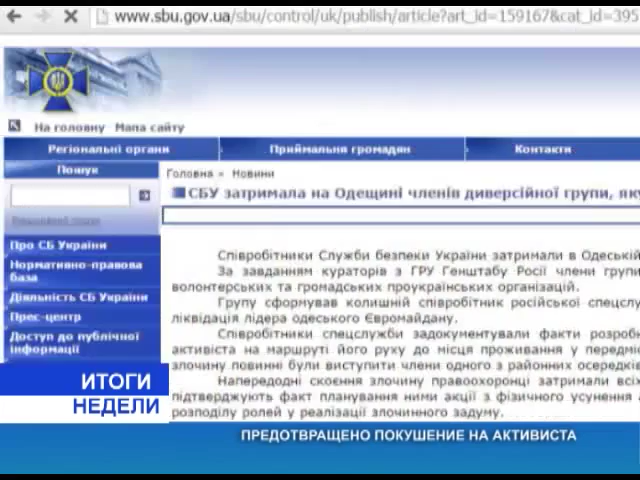 www.sbu.gov.ua/sbu/control/uk/publish/article?art_id=159167&cat_id=395
На головну Мапа сайту
Регіональні органи Приймальня громадян Контакти
Пошук
Головна » Новини
СБУ затримала на Одещині членів диверсійної групи, яку
Розширений пошук
Про СБ України
Нормативно-правова
база
Діяльність СБ України
Прес-центр
Доступ до публічної
інформації
Співробітники Служби безпеки України затримали в Одеській
За завданням кураторів з ГРУ Генштабу Росії члени групи
волонтерських та громадських проукраїнських організацій.
Групу сформував колишній співробітник російської спецслу
ліквідація лідера одеського Євромайдану.
Співробітники спецслужби задокументували факти розробк
активіста на маршруті його руху до місця проживання у передмі
злочину повинні були виступити члени одного з районних осередків
Напередодні скоєння злочину правоохоронці затримали всіх
підтверджують факт планування ними акції з фізичного усунення
розподілу ролей у реалізації злочинного задуму.
ИТОГИ
НЕДЕЛИ
ПРЕДОТВРАЩЕНО ПОКУШЕНИЕ НА АКТИВИСТА